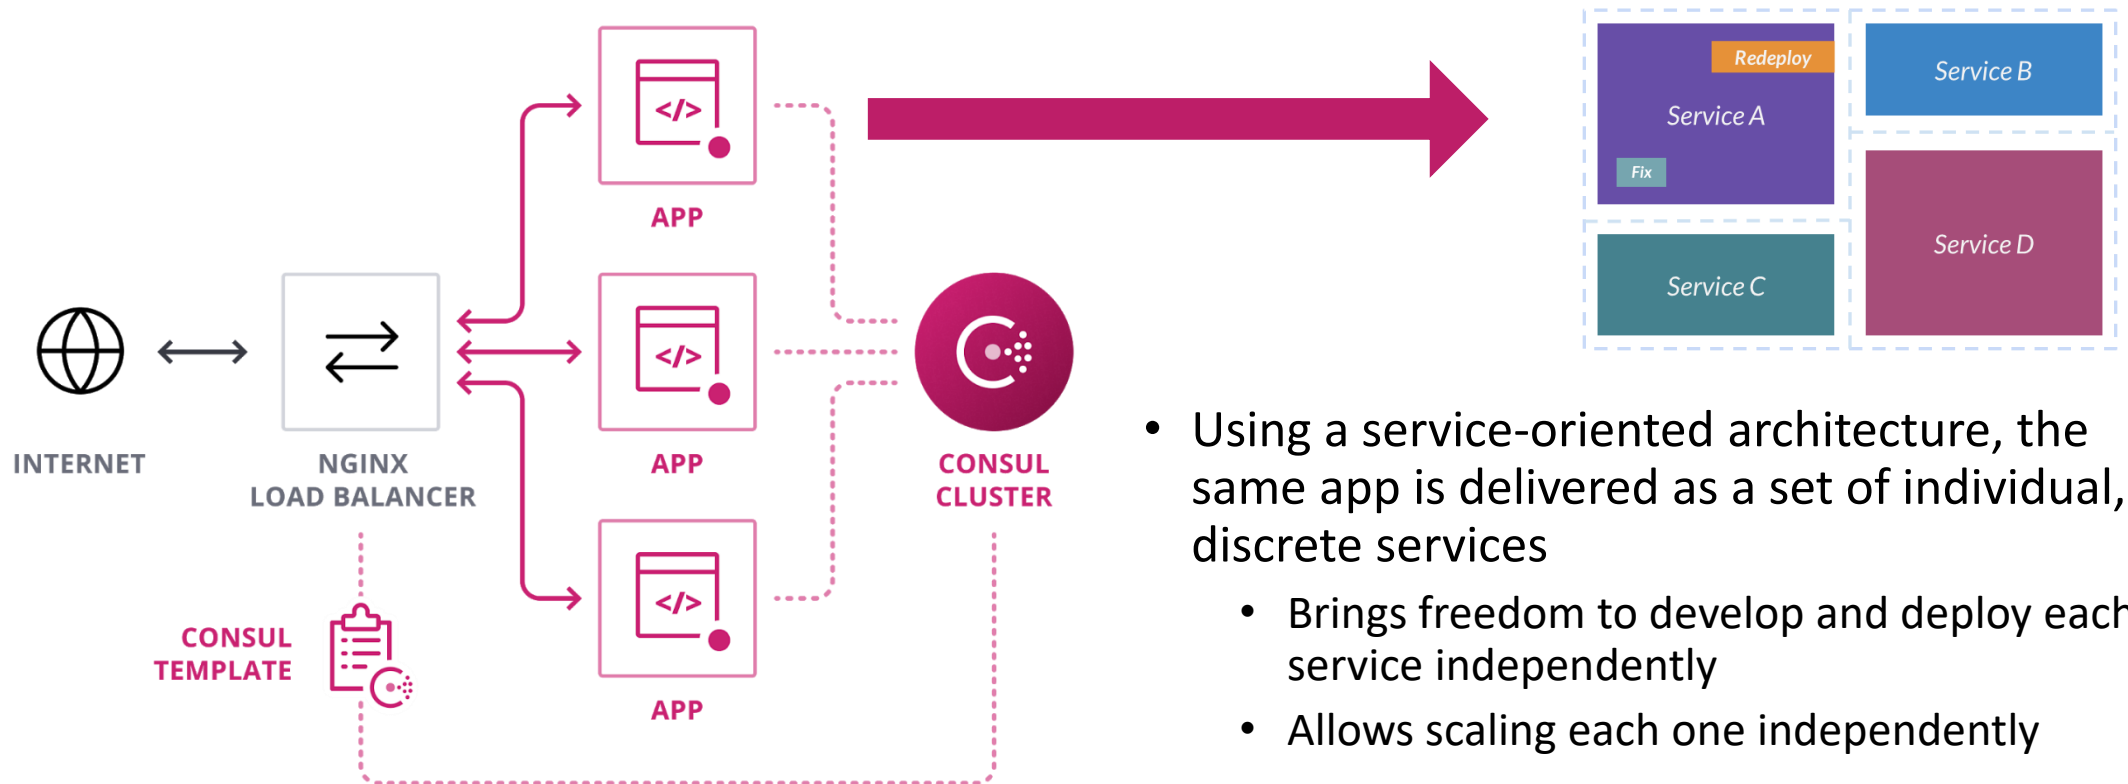 </>
APP
</>
APP
</>
APP
INTERNET
NGINX
LOAD BALANCER
CONSUL
CLUSTER
CONSUL
TEMPLATE
Redeploy
Service A
Fix
Service B
Service C
Service D
• Using a service-oriented architecture, the
same app is delivered as a set of individual,
discrete services
• Brings freedom to develop and deploy each
service independently
• Allows scaling each one independently